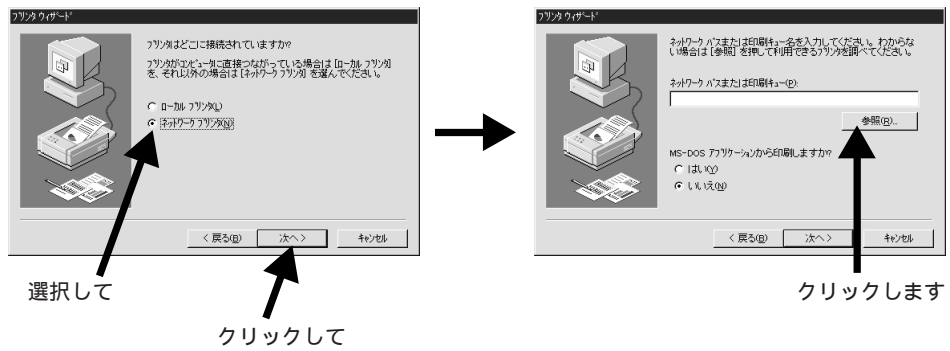 プリンタ ウィザード
プリンタはどこに接続されていますか?
プリンタがコンピュータに直接つながっている場合は [ローカル プリンタ]
を、それ以外の場合は [ネットワーク プリンタ] を選んでください。
ローカル プリンタ(L)
ネットワーク プリンタ(N)
< 戻る(B)
次へ >
キャンセル
選択して
クリックして
プリンタ ウィザード
ネットワーク パスまたは印刷キュー名を入力してください。わからな
い場合は [参照] を押して利用できるプリンタを調べてください。
ネットワーク パスまたは印刷キュー(P):
参照(R)...
MS-DOS アプリケーションから印刷しますか?
はい(Y)
いいえ(N)
< 戻る(B)
次へ >
キャンセル
クリックします